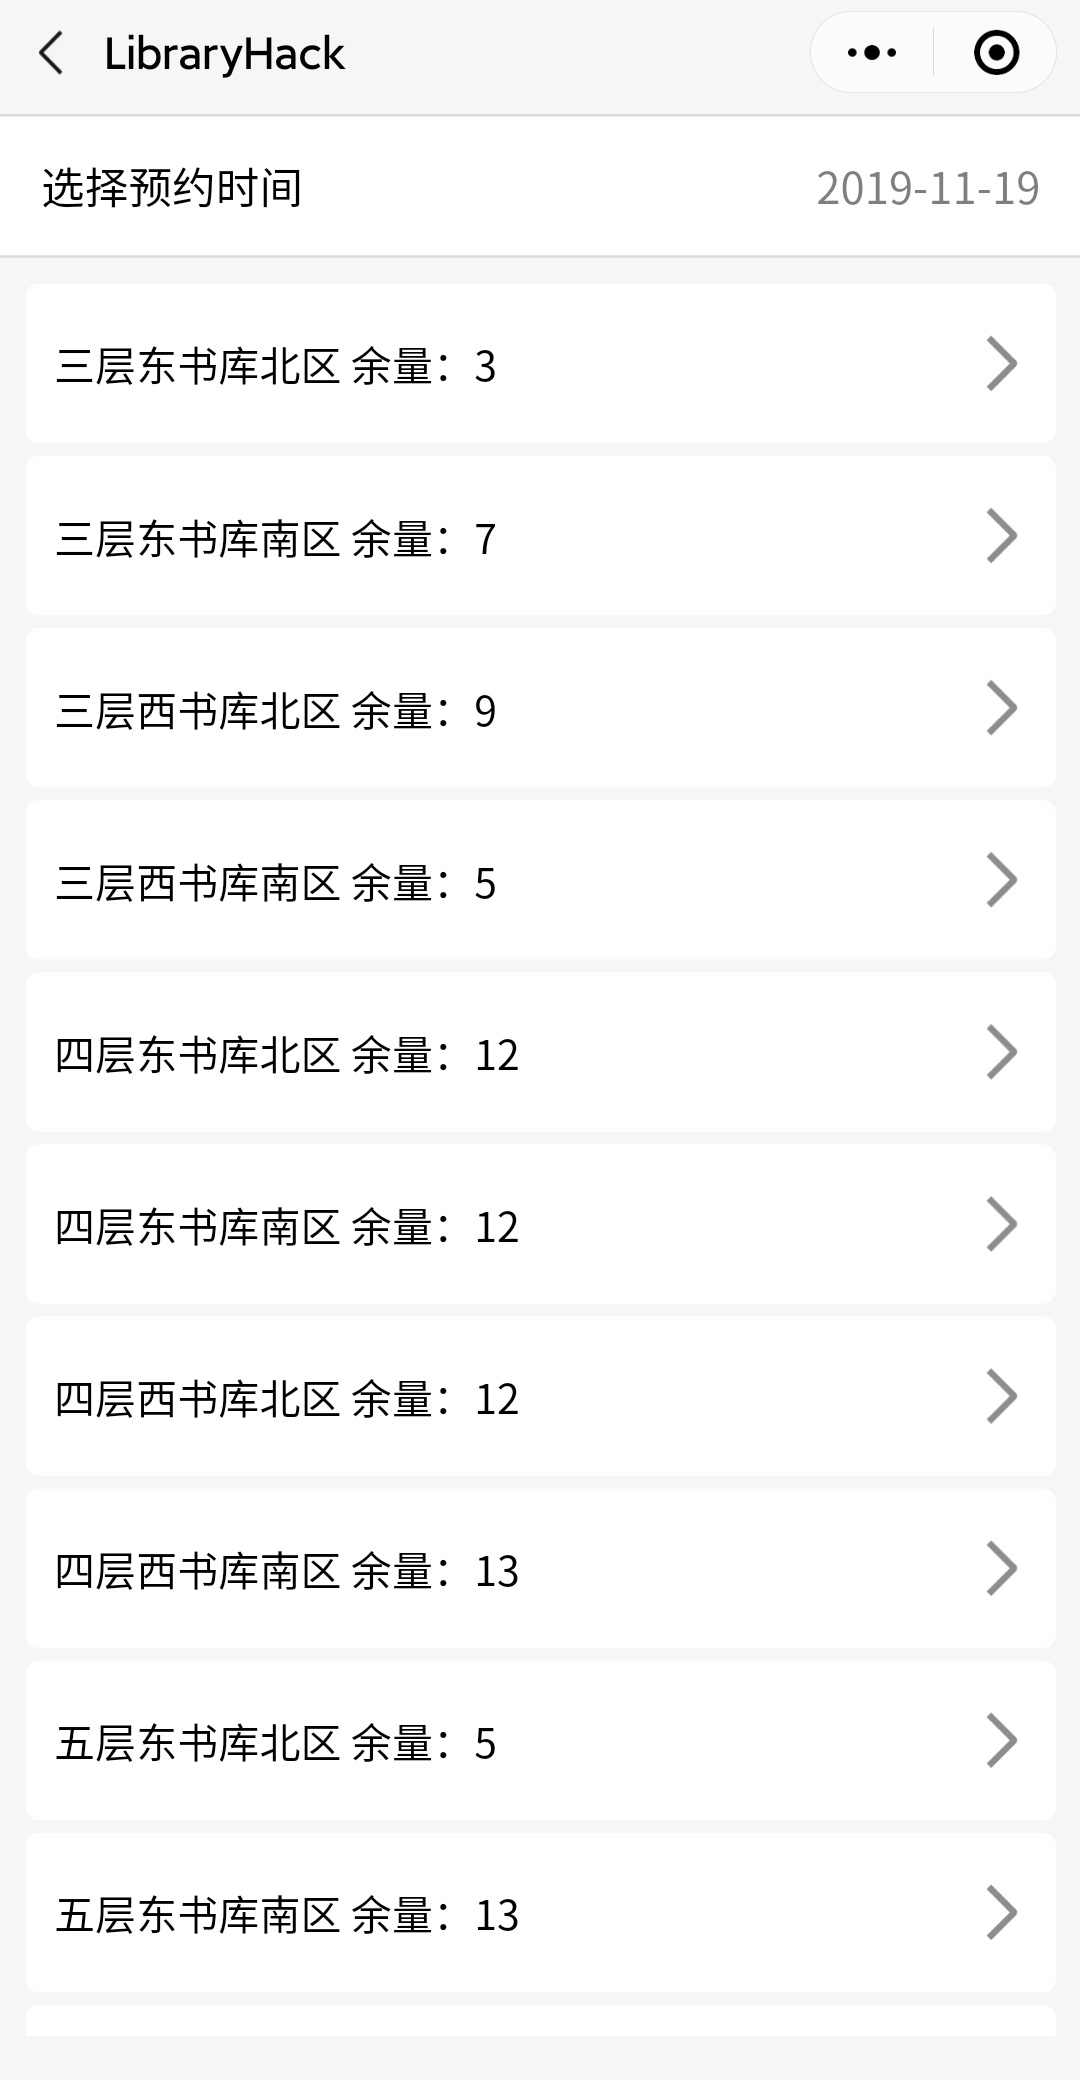 LibraryHack
选择预约时间 2019-11-19
三层东书库北区 余量：3
三层东书库南区 余量：7
三层西书库北区 余量：9
三层西书库南区 余量：5
四层东书库北区 余量：12
四层东书库南区 余量：12
四层西书库北区 余量：12
四层西书库南区 余量：13
五层东书库北区 余量：5
五层东书库南区 余量：13